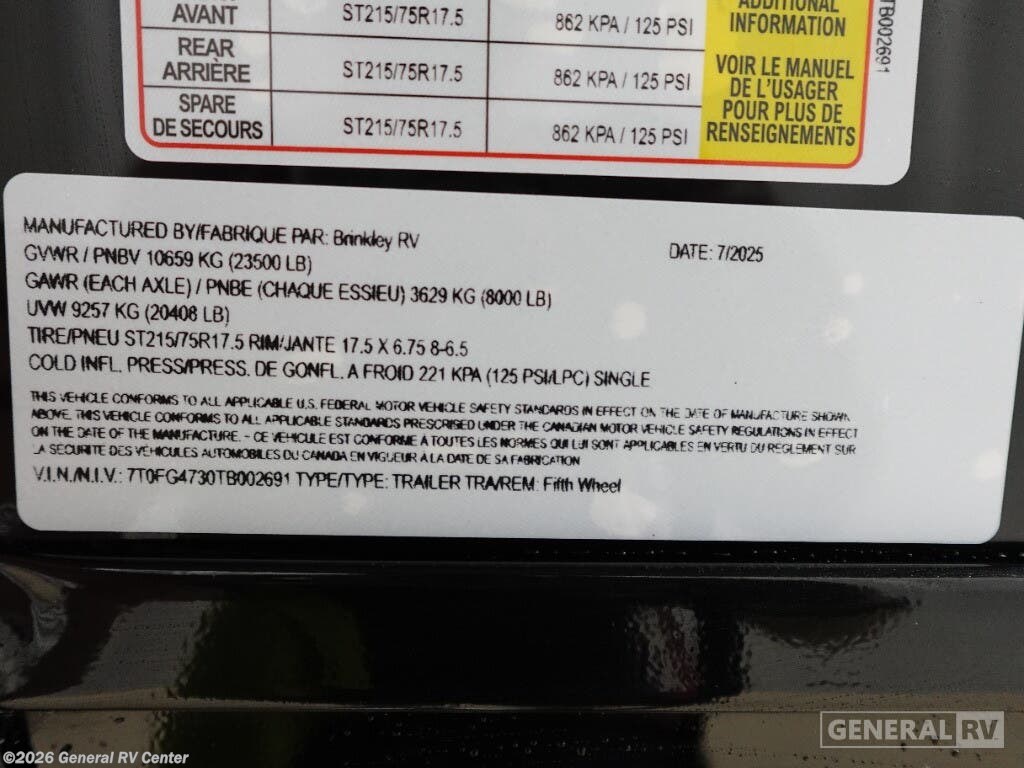 AVANT ST215/75R17.5 862 KPA / 125 PSI
REAR
ARRIÈRE ST215/75R17.5 862 KPA / 125 PSI
SPARE
DE SECOURS ST215/75R17.5 862 KPA / 125 PSI
ADDITIONAL
INFORMATION
VOIR LE MANUEL
DE L'USAGER
POUR PLUS DE
RENSEIGNEMENTS
TB002691
MANUFACTURED BY/FABRIQUE PAR: Brinkley RV DATE: 7/2025
GVWR / PNBV 10659 KG (23500 LB)
GAWR (EACH AXLE) / PNBE (CHAQUE ESSIEU) 3629 KG (8000 LB)
UVW 9257 KG (20408 LB)
TIRE/PNEU ST215/75R17.5 RIM/JANTE 17.5 X 6.75 8-6.5
COLD INFL. PRESS/PRESS. DE GONFL. A FROID 221 KPA (125 PSI/LPC) SINGLE
THIS VEHICLE CONFORMS TO ALL APPLICABLE U.S. FEDERAL MOTOR VEHICLE SAFETY STANDARDS IN EFFECT ON THE DATE OF MANUFACTURE SHOWN
ABOVE. THIS VEHICLE CONFORMS TO ALL APPLICABLE STANDARDS PRESCRISED UNDER THE CANADIAN MOTOR VEHICLE SAFETY REGULATIONS IN EFFECT
ON THE DATE OF THE MANUFACTURE. - CE VEHICULE EST CONFORME À TOUTES LES NORMES QUI LUI SONT APPLICABLES EN VERTU DU REGLEMENT SUR
LA SECURITE DES VEHICULES AUTOMOBILES DU CANADA EN VIGUEUR À LA DATE DE SA FABRICATION
V.I.N./N.I.V.: 7T0FG4730TB002691 TYPE/TYPE: TRAILER TRA/REM: Fifth Wheel
GENERAL RV
©2026 General RV Center